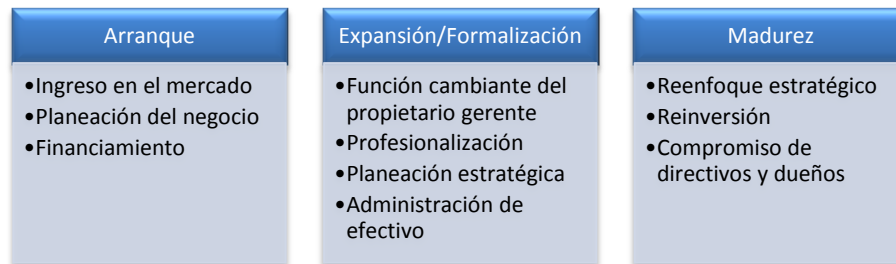 Arranque
•Ingreso en el mercado
•Planeación del negocio
•Financiamiento
Expansión/Formalización
•Función cambiante del
propietario gerente
•Profesionalización
•Planeación estratégica
•Administración de
efectivo
Madurez
•Reenfoque estratégico
•Reinversión
•Compromiso de
directivos y dueños